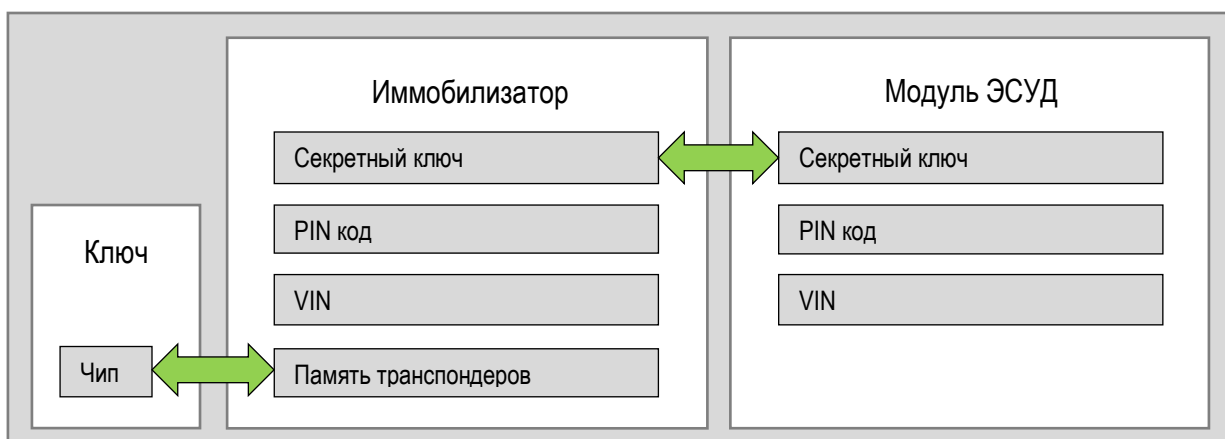 Иммобилизатор
Секретный ключ
PIN код
VIN
Память транспондеров
Модуль ЭСУД
Секретный ключ
PIN код
VIN
Ключ
Чип